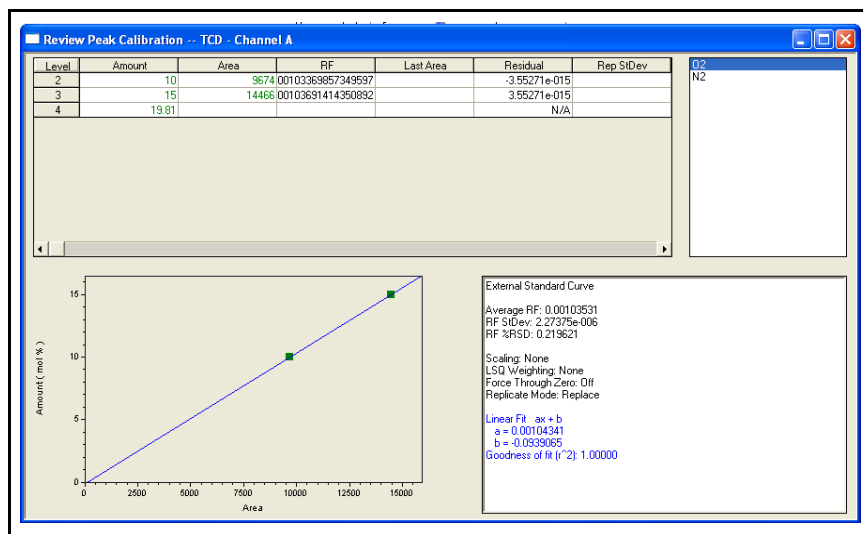 Review Peak Calibration -- TCD - Channel A
Level Amount Area RF Last Area Residual Rep StDev
2 10 9674 00103369857349597 -3.55271e-015
3 15 14466 00103691414350892 3.55271e-015
4 19.81 N/A
O2
N2
15
10
5
0
0 2500 5000 7500 10000 12500 15000
Area
Amount ( mol % )
External Standard Curve
Average RF: 0.00103531
RF StDev: 2.27375e-006
RF %RSD: 0.219621
Scaling: None
LSQ Weighting: None
Force Through Zero: Off
Replicate Mode: Replace
Linear Fit ax + b
a = 0.00104341
b = -0.0939065
Goodness of fit (r^2): 1.00000